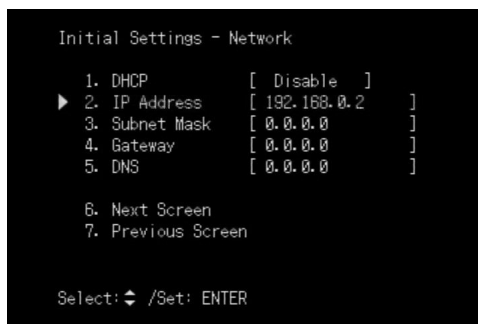 Initial Settings - Network
1. DHCP [ Disable ]
▶ 2. IP Address [ 192.168.0.2 ]
3. Subnet Mask [ 0.0.0.0 ]
4. Gateway [ 0.0.0.0 ]
5. DNS [ 0.0.0.0 ]
6. Next Screen
7. Previous Screen
Select:⬍ /Set: ENTER